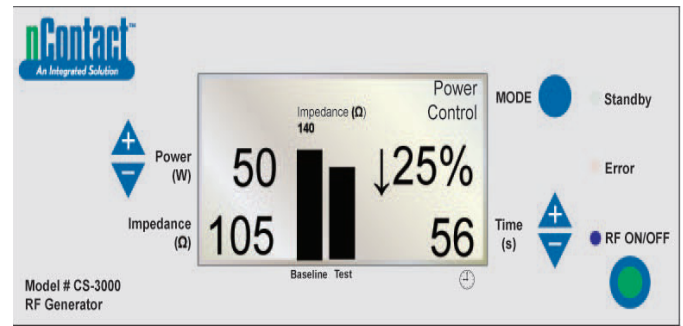 nContact™
An Integrated Solution
Power
Control
MODE
Standby
Impedance (Ω)
140
Power
(W)
50
↓25%
Error
Impedance
(Ω)
105
56
Time
(s)
RF ON/OFF
Baseline Test
Model # CS-3000
RF Generator
+
−
+
−